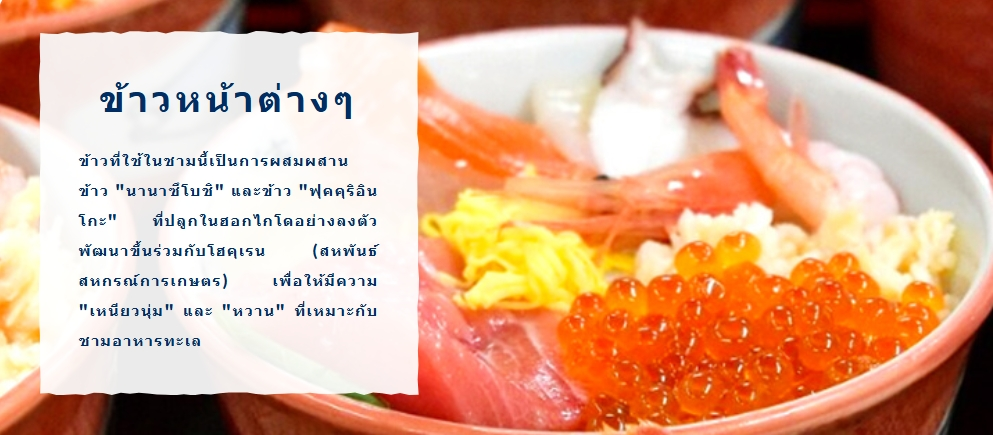 ข้าวหน้าต่างๆ
ข้าวที่ใช้ในชามนี้เป็นการผสมผสาน
ข้าว "นานาซึโบชิ" และข้าว "ฟุคคุริอิน
โกะ" ที่ปลูกในฮอกไกโดอย่างลงตัว
พัฒนาขึ้นร่วมกับโฮคุเรน (สหพันธ์
สหกรณ์การเกษตร) เพื่อให้มีความ
"เหนียวนุ่ม" และ "หวาน" ที่เหมาะกับ
ชามอาหารทะเล